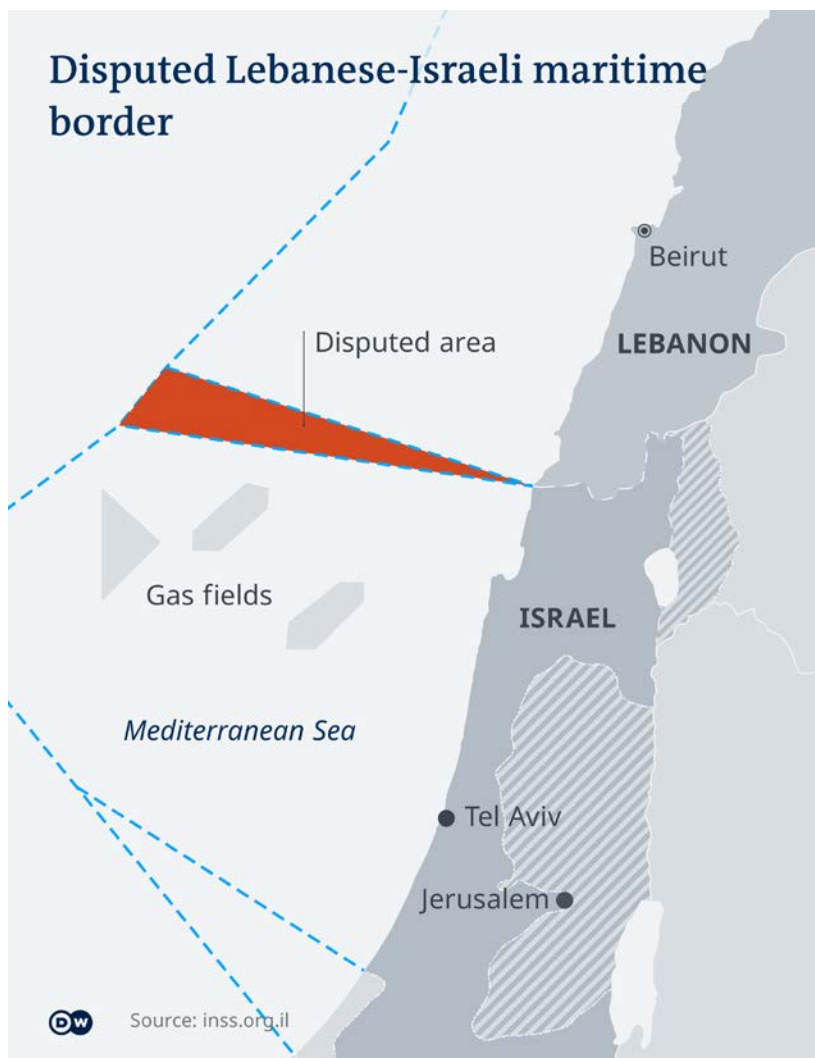 Disputed Lebanese-Israeli maritime
border
Beirut
Disputed area
LEBANON
Gas fields
ISRAEL
Mediterranean Sea
Tel Aviv
Jerusalem
DW
Source: inss.org.il